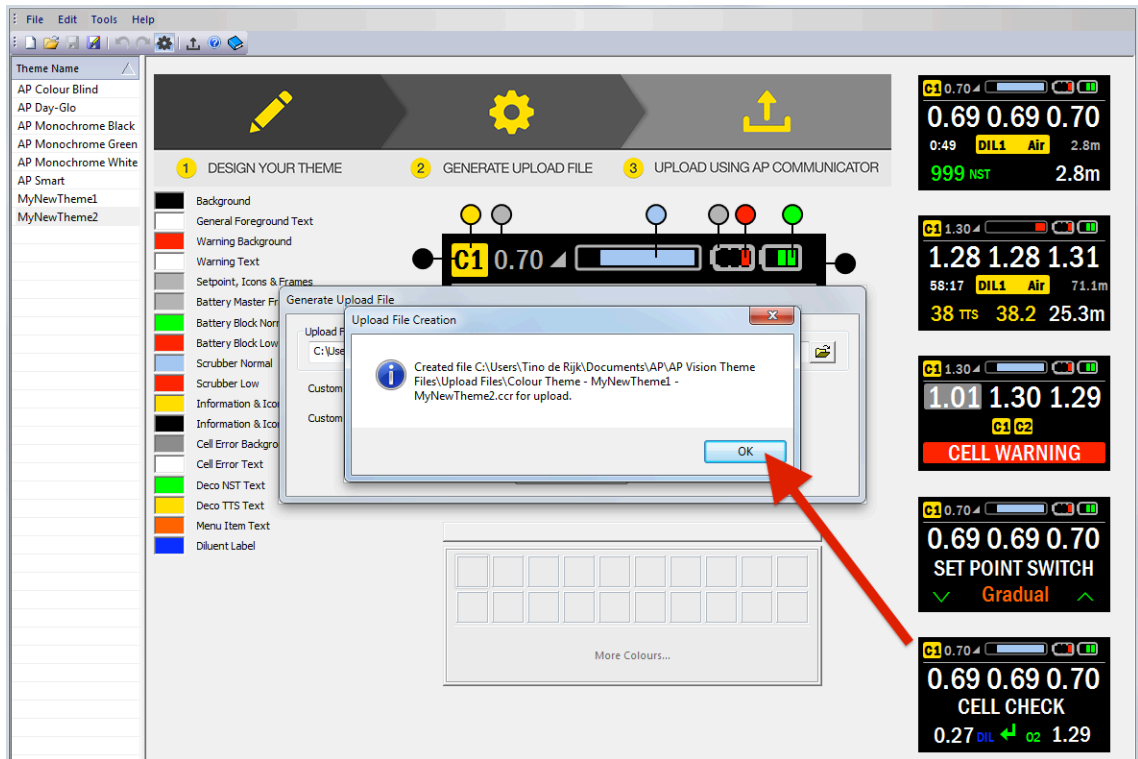 File Edit Tools Help
Theme Name
AP Colour Blind
AP Day-Glo
AP Monochrome Black
AP Monochrome Green
AP Monochrome White
AP Smart
MyNewTheme1
MyNewTheme2
1 DESIGN YOUR THEME
2 GENERATE UPLOAD FILE
3 UPLOAD USING AP COMMUNICATOR
Background
General Foreground Text
Warning Background
Warning Text
Setpoint, Icons & Frames
Battery Master Fr
Battery Block Norr
Battery Block Low
Scrubber Normal
Scrubber Low
Information & Ico
Information & Ico
Cell Error Backgro
Cell Error Text
Deco NST Text
Deco TTS Text
Menu Item Text
Diluent Label
C1 0.70
Generate Upload File
Upload F
C:\Use
Custom
Custom
Upload File Creation
Created file C:\Users\Tino de Rijk\Documents\AP\AP Vision Theme
Files\Upload Files\Colour Theme - MyNewTheme1 -
MyNewTheme2.ccr for upload.
OK
More Colours...
C1 0.70
0.69 0.69 0.70
0:49 DIL1 Air 2.8m
999 NST 2.8m
C1 1.30
1.28 1.28 1.31
58:17 DIL1 Air 71.1m
38 TTS 38.2 25.3m
C1 1.30
1.01 1.30 1.29
C1 C2
CELL WARNING
C1 0.70
0.69 0.69 0.70
SET POINT SWITCH
Gradual
C1 0.70
0.69 0.69 0.70
CELL CHECK
0.27 DIL O2 1.29